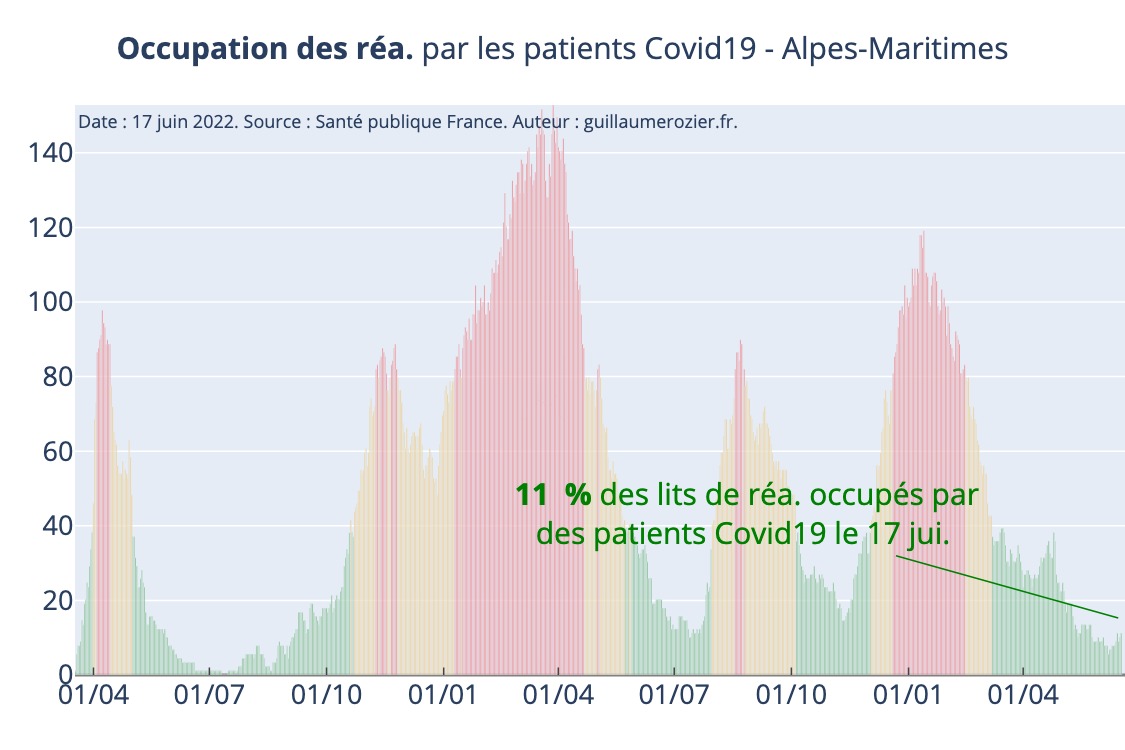 Occupation des réa. par les patients Covid19 - Alpes-Maritimes
Date : 17 juin 2022. Source : Santé publique France. Auteur : guillaumerozier.fr.
140
120
100
80
60
40
20
0
11 % des lits de réa. occupés par
des patients Covid19 le 17 jui.
01/04 01/07 01/10 01/01 01/04 01/07 01/10 01/01 01/04